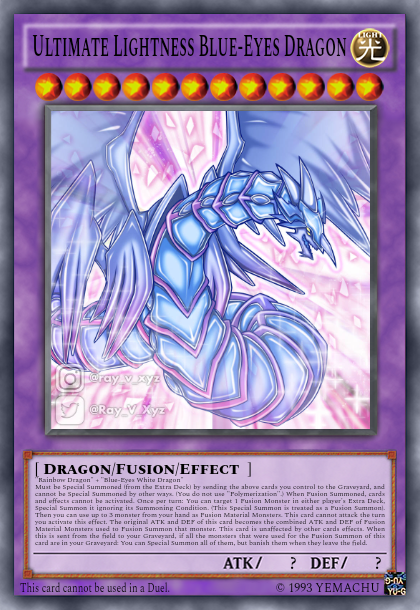 ULTIMATE LIGHTNESS BLUE-EYES DRAGON
LIGHT
光
@ray_v_xyz
@Ray_V_Xyz
[ DRAGON/FUSION/EFFECT ]
"Rainbow Dragon" + "Blue-Eyes White Dragon"
Must be Special Summoned (from the Extra Deck) by sending the above cards you control to the Graveyard, and
cannot be Special Summoned by other ways. (You do not use "Polymerization".) When Fusion Summoned, cards
and effects cannot be activated. Once per turn: You can target 1 Fusion Monster in either player's Extra Deck,
Special Summon it ignoring its Summoning Condition. (This Special Summon is treated as a Fusion Summon).
Then you can use up to 3 monster from your hand as Fusion Material Monsters. This card cannot attack the turn
you activate this effect. The original ATK and DEF of this card becomes the combined ATK and DEF of Fusion
Material Monsters used to Fusion Summon that monster. This card is unaffected by other cards effects. When
this is sent from the field to your Graveyard, if all the monsters that were used for the Fusion Summon of this
card are in your Graveyard: You can Special Summon all of them, but banish them when they leave the field.
ATK/ ? DEF/ ?
This card cannot be used in a Duel.
© 1993 YEMACHU
YU-G